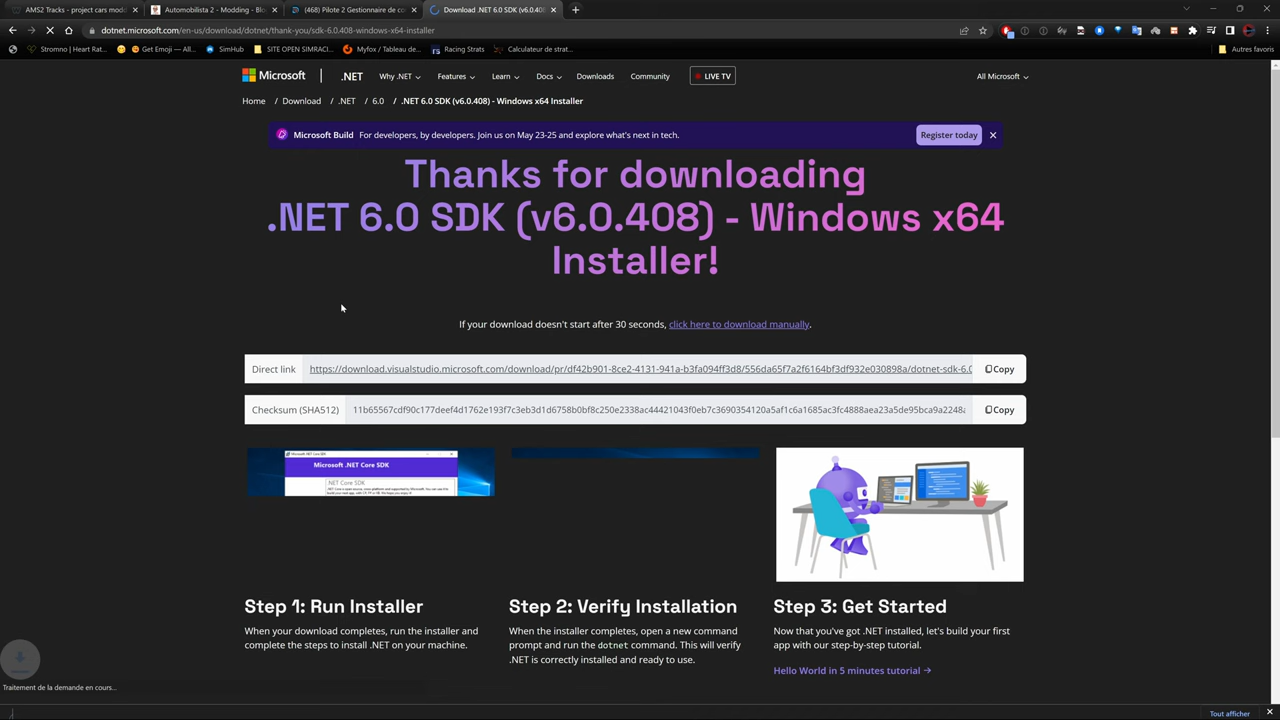 AMS2 Tracks - project cars mod
Automobilista 2 - Modding - Blo
(468) Pilote 2 Gestionnaire de co
Download .NET 6.0 SDK (v6.0.408
dotnet.microsoft.com/en-us/download/dotnet/thank-you/sdk-6.0.408-windows-x64-installer
Stromno | Heart Rat...
Get Emoji — All...
SimHub
SITE OPEN SIMRACI...
Myfox / Tableau de...
Racing Strats
Calculateur de strat...
Autres favoris
Microsoft
.NET
Why .NET
Features
Learn
Docs
Downloads
Community
LIVE TV
All Microsoft
Home / Download / .NET / 6.0 / .NET 6.0 SDK (v6.0.408) - Windows x64 Installer
Microsoft Build For developers, by developers. Join us on May 23-25 and explore what's next in tech.
Register today
Thanks for downloading
.NET 6.0 SDK (v6.0.408) - Windows x64
Installer!
If your download doesn't start after 30 seconds, click here to download manually.
Direct link https://download.visualstudio.microsoft.com/download/pr/df42b901-8ce2-4131-941a-b3fa094ff3d8/556da65f7a2f6164bf3df932e030898a/dotnet-sdk-6.0 Copy
Checksum (SHA512) 11b65567cdf90c177deef4d1762e193f7c3eb3d1d6758b0bf8c250e2338ac44421043f0eb7c3690354120a5af1c6a1685ac3fc4888aea23a5de95bca9a2248a Copy
Microsoft .NET Core SDK
Microsoft .NET Core SDK
.NET Core SDK
Step 1: Run Installer
When your download completes, run the installer and
complete the steps to install .NET on your machine.
Step 2: Verify Installation
When the installer completes, open a new command
prompt and run the dotnet command. This will verify
.NET is correctly installed and ready to use.
Step 3: Get Started
Now that you've got .NET installed, let's build your first
app with our step-by-step tutorial.
Hello World in 5 minutes tutorial →
Traitement de la demande en cours...
Tout afficher